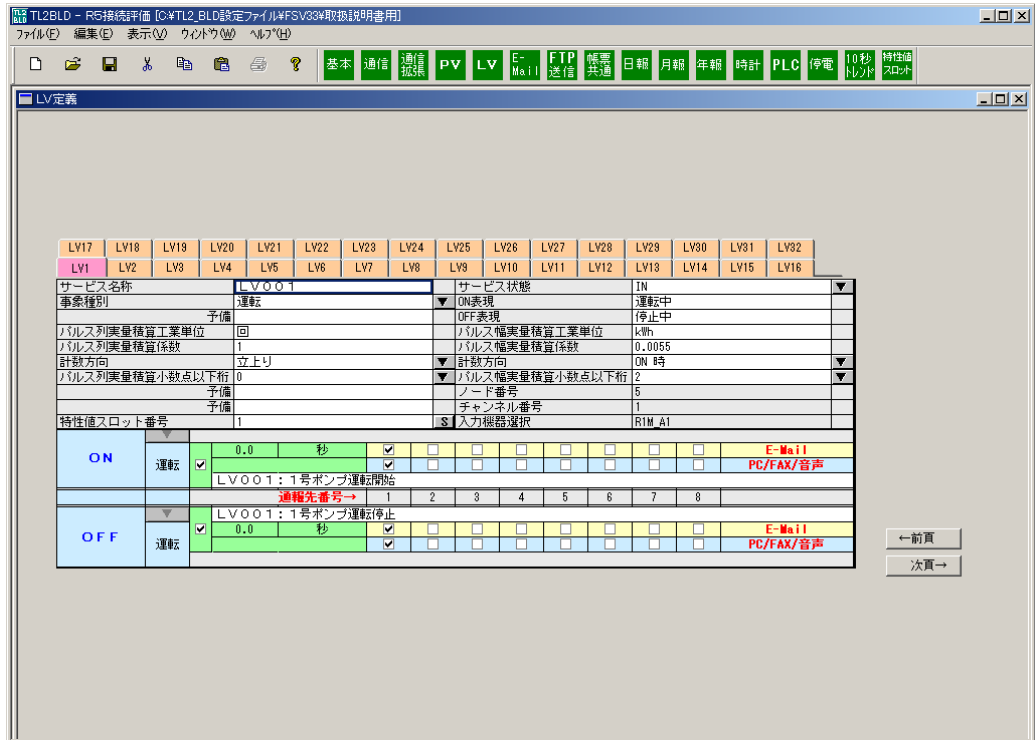 TL2BLD - R5接続評価 [C:¥TL2_BLD設定ファイル¥FSV33¥取扱説明書用]
ファイル(F) 編集(E) 表示(V) ウィンドウ(W) ヘルプ(H)
基本 通信 通信拡張 PV LV E-Mail FTP送信 帳票共通 日報 月報 年報 時計 PLC 停電 10秒トレンド 特性値スロット
LV定義
LV17 LV18 LV19 LV20 LV21 LV22 LV23 LV24 LV25 LV26 LV27 LV28 LV29 LV30 LV31 LV32
LV1 LV2 LV3 LV4 LV5 LV6 LV7 LV8 LV9 LV10 LV11 LV12 LV13 LV14 LV15 LV16
サービス名称 LV001 サービス状態 IN
事象種別 運転 ON表現 運転中
予備 OFF表現 停止中
パルス列実量積算工業単位 回 パルス幅実量積算工業単位 kWh
パルス列実量積算係数 1 パルス幅実量積算係数 0.0055
計数方向 立上り 計数方向 ON 時
パルス列実量積算小数点以下桁 0 パルス幅実量積算小数点以下桁 2
予備 ノード番号 5
予備 チャンネル番号 1
特性値スロット番号 1 S 入力機器選択 R1M_A1
ON 運転 0.0 秒 E-Mail
PC/FAX/音声
LV001:1号ポンプ運転開始
通報先番号→ 1 2 3 4 5 6 7 8
LV001:1号ポンプ運転停止
OFF 運転 0.0 秒 E-Mail
PC/FAX/音声
←前頁
次頁→